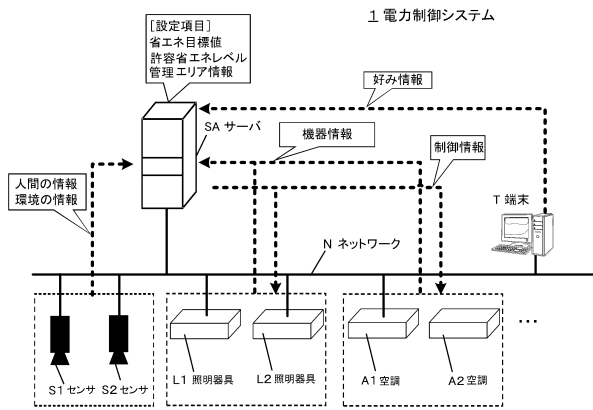 1 電力制御システム
[設定項目]
省エネ目標値
許容省エネレベル
管理エリア情報
好み情報
SA サーバ
機器情報
制御情報
人間の情報
環境の情報
T 端末
N ネットワーク
S1 センサ
S2 センサ
L1 照明器具
L2 照明器具
A1 空調
A2 空調
…